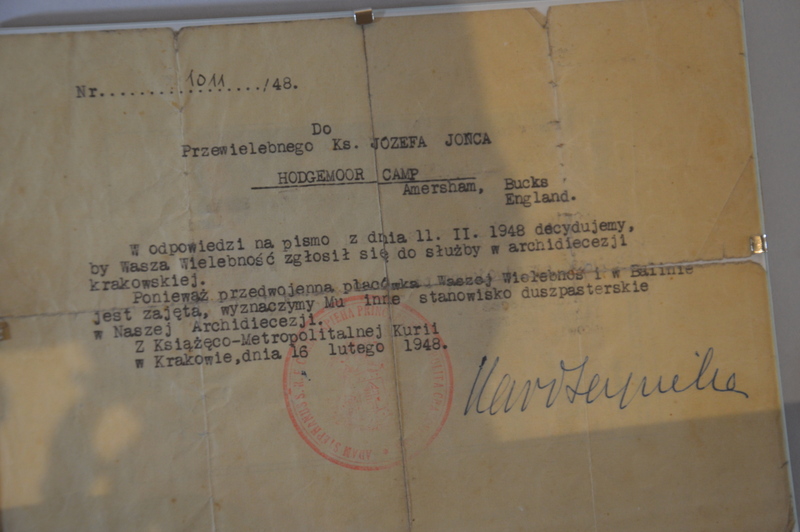 Nr. 1011 /48.
Do
Przewielebnego Ks. JÓZEFA JOŃCA
HODGEMOOR CAMP
Amersham, Bucks
England.
W odpowiedzi na pismo z dnia 11. II. 1948 decydujemy,
by Wasza Wielebność zgłosił się do służby w archidiecezji
krakowskiej.
Ponieważ przedwojenna placówka Waszej Wielebnoś i w Balinie
jest zajęta, wyznaczymy Mu inne stanowisko duszpasterskie
w Naszej Archidiecezji.
Z Książęco-Metropolitalnej Kurii
w Krakowie,dnia 16 lutego 1948.